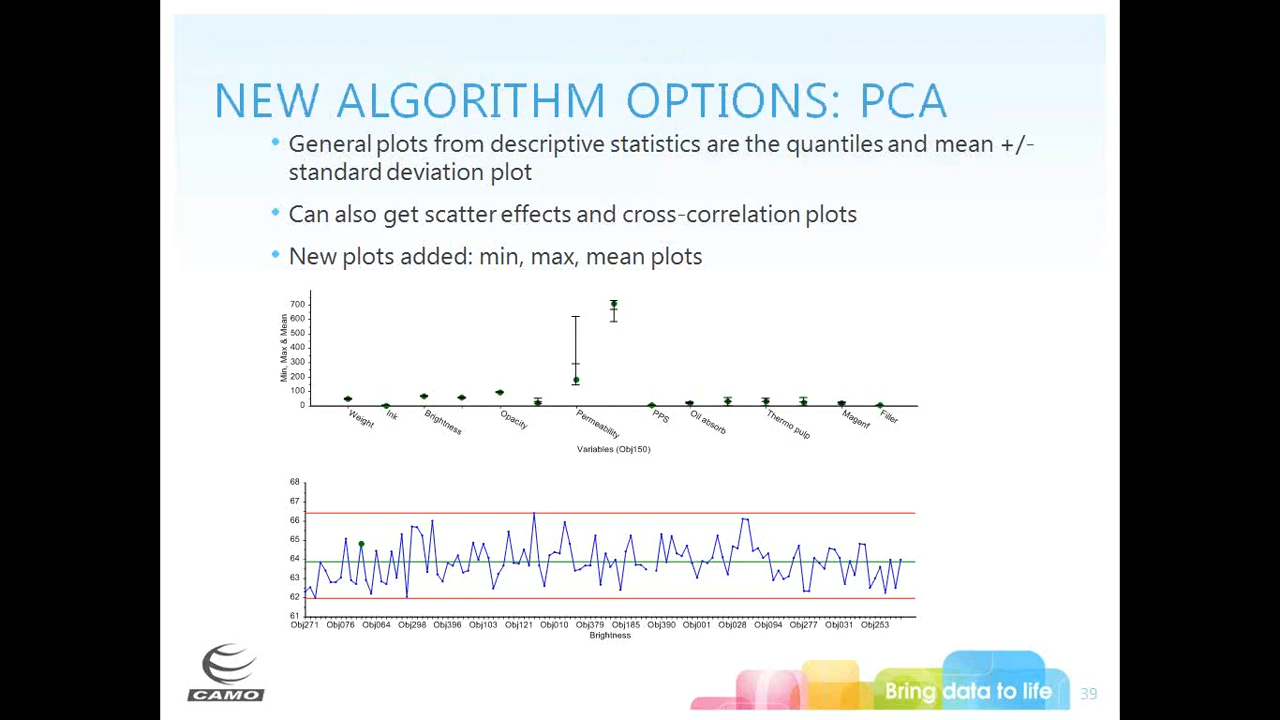 NEW ALGORITHM OPTIONS: PCA
• General plots from descriptive statistics are the quantiles and mean +/-
standard deviation plot
• Can also get scatter effects and cross-correlation plots
• New plots added: min, max, mean plots
Min, Max & Mean
700
600
500
400
300
200
100
0
Weight Ink Brightness Opacity Permeability PPS Oil absorb Thermo pulp Magenf Filler
Variables (Obj150)
68
67
66
65
64
63
62
61
Obj271 Obj076 Obj064 Obj296 Obj396 Obj103 Obj121 Obj010 Obj379 Obj185 Obj390 Obj001 Obj028 Obj094 Obj277 Obj031 Obj253
Brightness
CAMO
Bring data to life
39